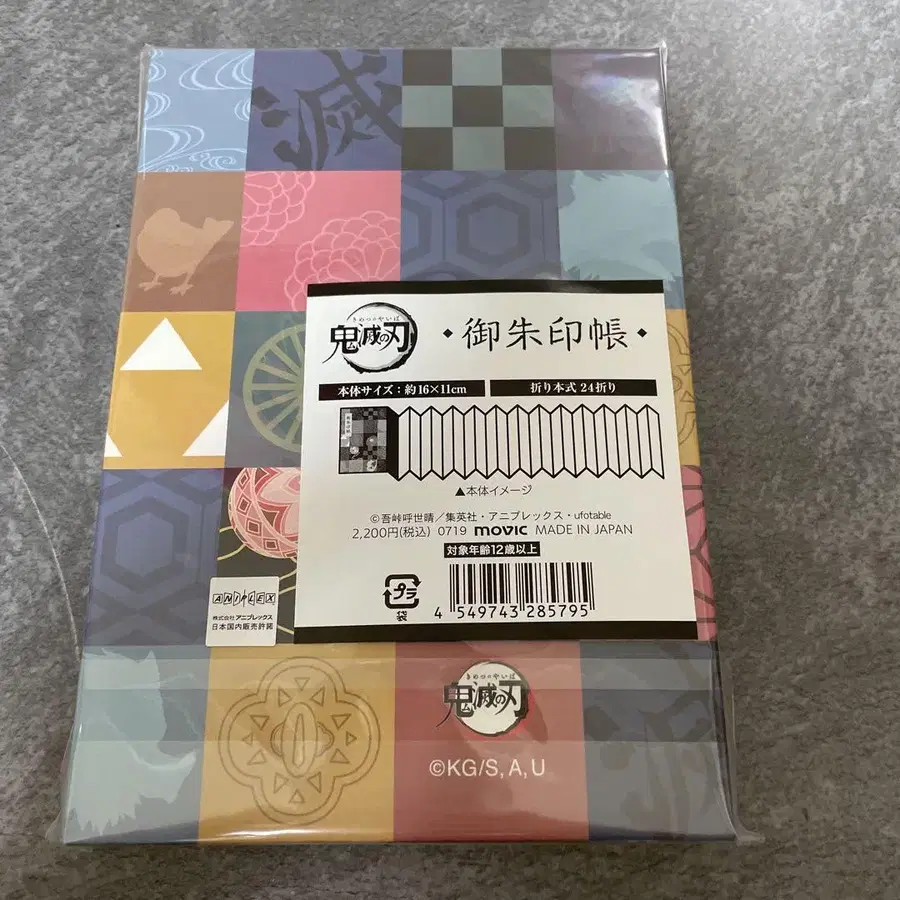 滅
きめつのやいば
鬼滅の刃
・御朱印帳・
本体サイズ：約16×11cm
折り本式 24折り
▲本体イメージ
©吾峠呼世晴／集英社・アニプレックス・ufotable
2,200円(税込) 0719 movic MADE IN JAPAN
対象年齢12歳以上
プラ
袋
4 549743 285795
ANIPLEX
株式会社アニプレックス
日本国内販売許諾
きめつのやいば
鬼滅の刃
©KG/S, A, U